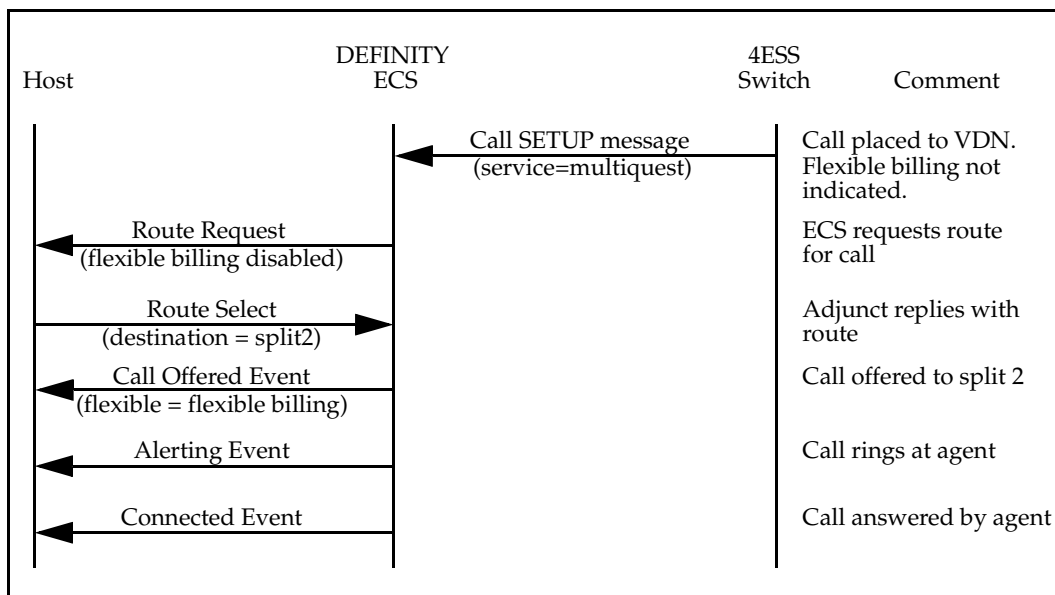 Host
DEFINITY
ECS
4ESS
Switch
Comment
Call SETUP message
(service=multiquest)
Call placed to VDN.
Flexible billing not
indicated.
Route Request
(flexible billing disabled)
ECS requests route
for call
Route Select
(destination = split2)
Adjunct replies with
route
Call Offered Event
(flexible = flexible billing)
Call offered to split 2
Alerting Event
Call rings at agent
Connected Event
Call answered by agent